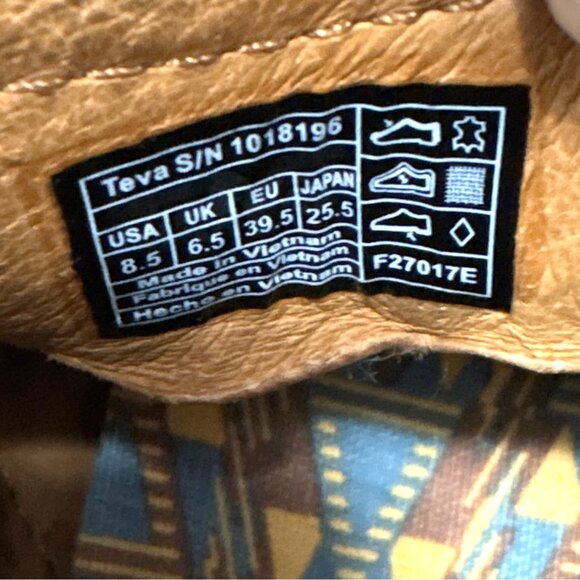 Teva S/N 1018196
USA UK EU JAPAN
8.5 6.5 39.5 25.5
Made in Vietnam
Fabriqué en Vietnam
Hecho en Vietnam
F27017E